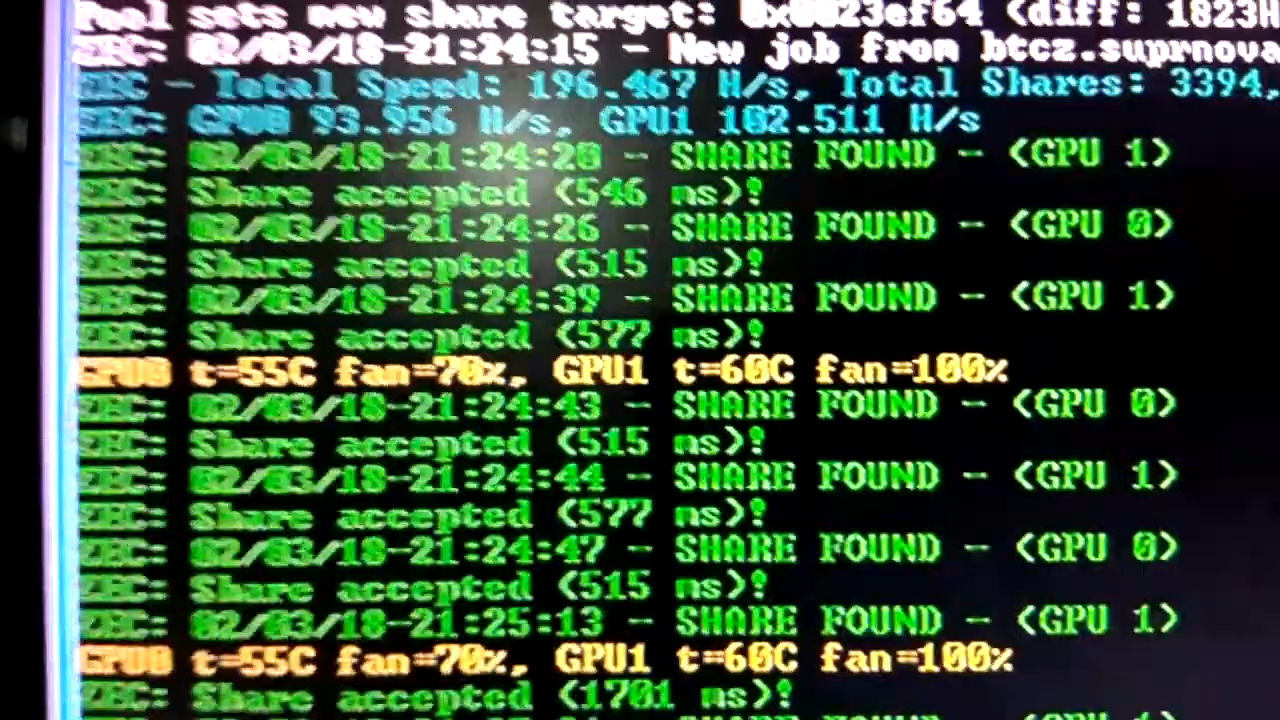 Pool sets new share target: 0x0023ef64 (diff: 1823H
ZEC: 02/03/18-21:24:15 - New job from btcz.suprnova
ZEC - Total Speed: 196.467 H/s, Total Shares: 3394,
ZEC: GPU0 93.956 H/s, GPU1 102.511 H/s
ZEC: 02/03/18-21:24:20 - SHARE FOUND - (GPU 1)
ZEC: Share accepted (546 ms)!
ZEC: 02/03/18-21:24:26 - SHARE FOUND - (GPU 0)
ZEC: Share accepted (515 ms)!
ZEC: 02/03/18-21:24:39 - SHARE FOUND - (GPU 1)
ZEC: Share accepted (577 ms)!
GPU0 t=55C fan=70%, GPU1 t=60C fan=100%
ZEC: 02/03/18-21:24:43 - SHARE FOUND - (GPU 0)
ZEC: Share accepted (515 ms)!
ZEC: 02/03/18-21:24:44 - SHARE FOUND - (GPU 1)
ZEC: Share accepted (577 ms)!
ZEC: 02/03/18-21:24:47 - SHARE FOUND - (GPU 0)
ZEC: Share accepted (515 ms)!
ZEC: 02/03/18-21:25:13 - SHARE FOUND - (GPU 1)
GPU0 t=55C fan=70%, GPU1 t=60C fan=100%
ZEC: Share accepted (1701 ms)!